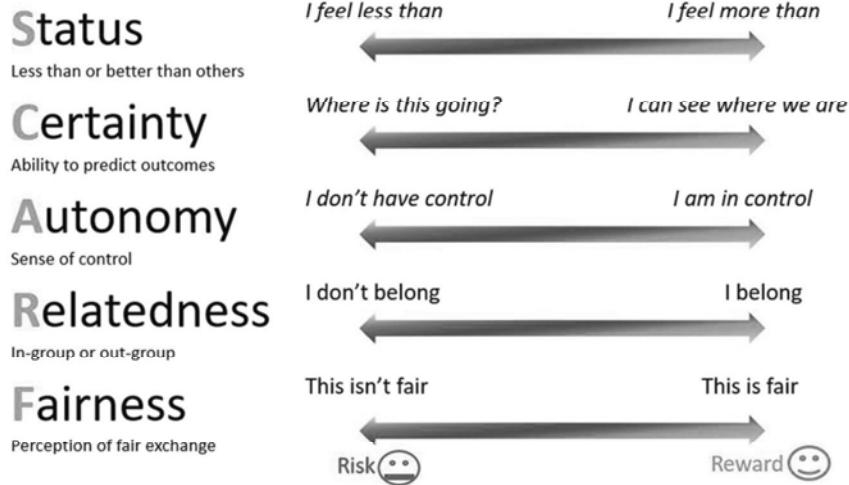 I feel less than I feel more than
Status
Less than or better than others
Where is this going? I can see where we are
Certainty
Ability to predict outcomes
I don't have control I am in control
Autonomy
Sense of control
I don't belong I belong
Relatedness
In-group or out-group
This isn't fair This is fair
Fairness
Perception of fair exchange
Risk Reward